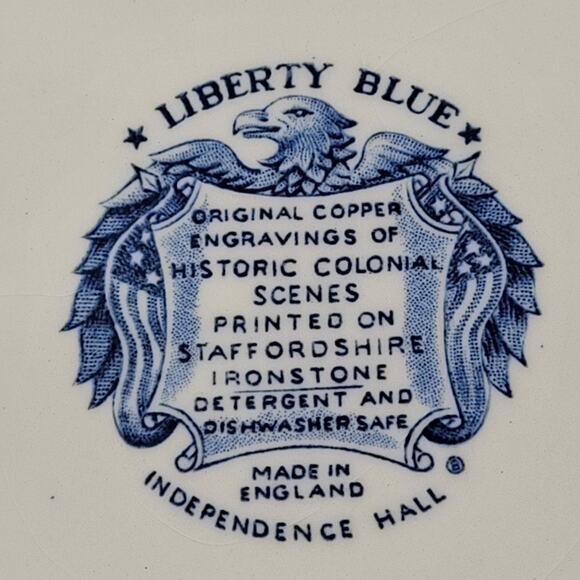 ★ LIBERTY BLUE ★
ORIGINAL COPPER
ENGRAVINGS OF
HISTORIC COLONIAL
SCENES
PRINTED ON
STAFFORDSHIRE
IRONSTONE
DETERGENT AND
DISHWASHER SAFE
MADE IN
ENGLAND
INDEPENDENCE HALL